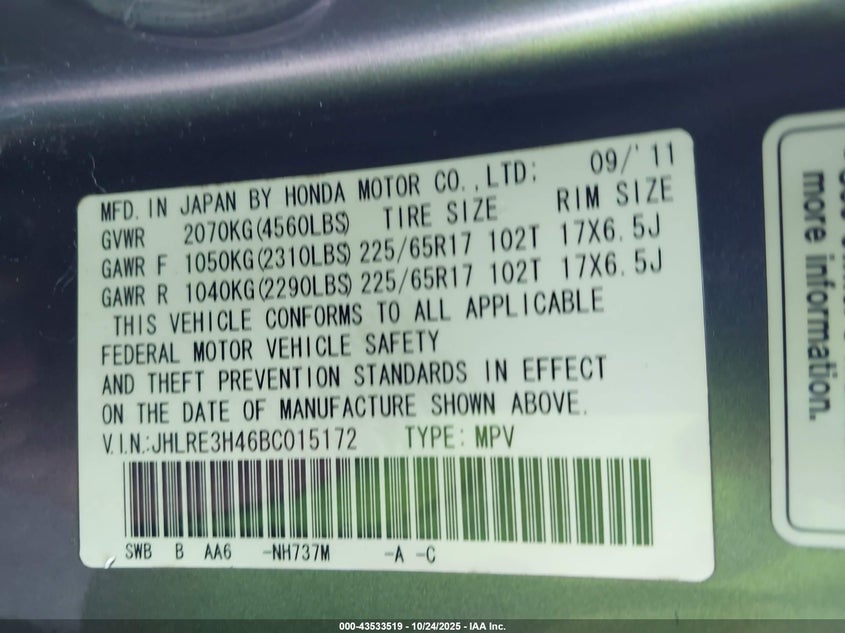 MFD. IN JAPAN BY HONDA MOTOR CO.,LTD: 09/'11
GVWR 2070KG(4560LBS) TIRE SIZE RIM SIZE
GAWR F 1050KG(2310LBS) 225/65R17 102T 17X6.5J
GAWR R 1040KG(2290LBS) 225/65R17 102T 17X6.5J
THIS VEHICLE CONFORMS TO ALL APPLICABLE
FEDERAL MOTOR VEHICLE SAFETY
AND THEFT PREVENTION STANDARDS IN EFFECT
ON THE DATE OF MANUFACTURE SHOWN ABOVE.
V.I.N.:JHLRE3H46BC015172 TYPE: MPV
SWB B AA6 -NH737M -A -C
more information.
000-43533519 - 10/24/2025 - IAA Inc.